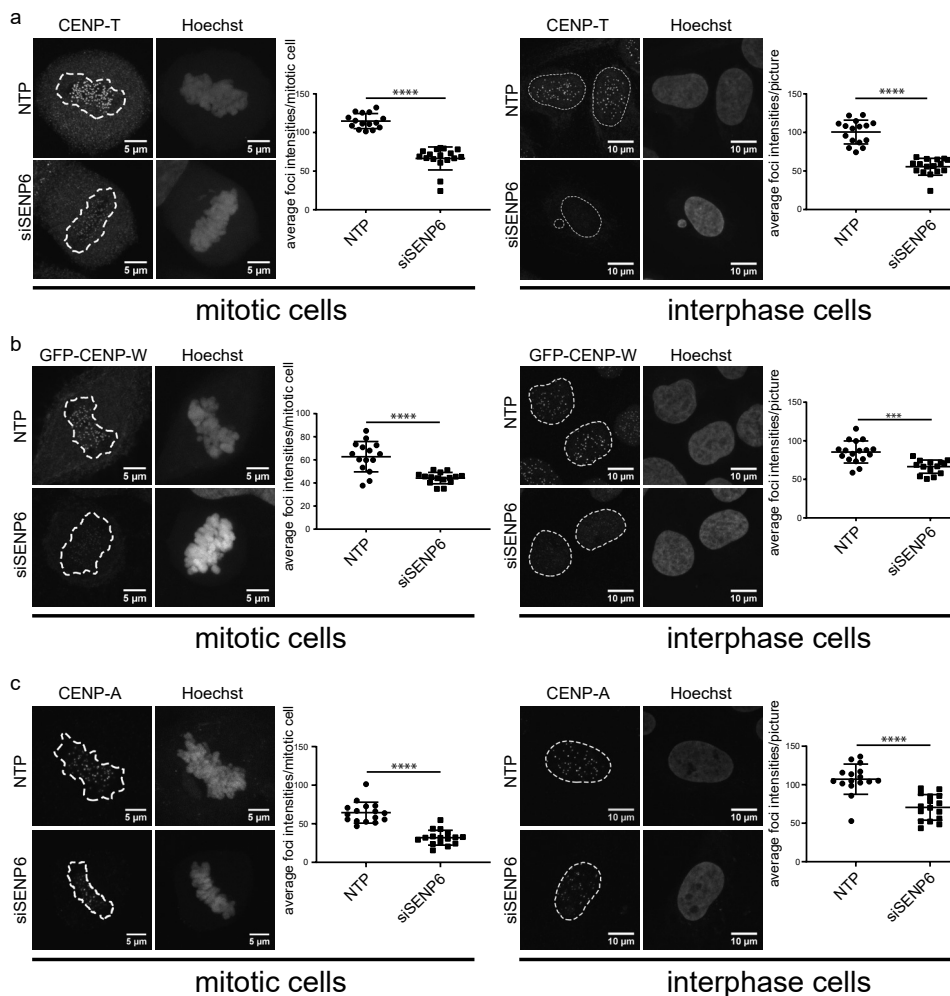 a
CENP-T Hoechst
NTP
5 µm 5 µm
siSENP6
5 µm 5 µm
average foci intensities/mitotic cell
150
100
50
0
****
NTP siSENP6
mitotic cells
CENP-T Hoechst
NTP
10 µm 10 µm
siSENP6
10 µm 10 µm
average foci intensities/picture
150
100
50
0
****
NTP siSENP6
interphase cells
b
GFP-CENP-W Hoechst
NTP
5 µm 5 µm
siSENP6
5 µm 5 µm
average foci intensities/mitotic cell
100
80
60
40
20
0
****
NTP siSENP6
mitotic cells
GFP-CENP-W Hoechst
NTP
10 µm 10 µm
siSENP6
10 µm 10 µm
average foci intensities/picture
150
100
50
0
***
NTP siSENP6
interphase cells
c
CENP-A Hoechst
NTP
5 µm 5 µm
siSENP6
5 µm 5 µm
average foci intensities/mitotic cell
150
100
50
0
****
NTP siSENP6
mitotic cells
CENP-A Hoechst
NTP
10 µm 10 µm
siSENP6
10 µm 10 µm
average foci intensities/picture
150
100
50
0
****
NTP siSENP6
interphase cells